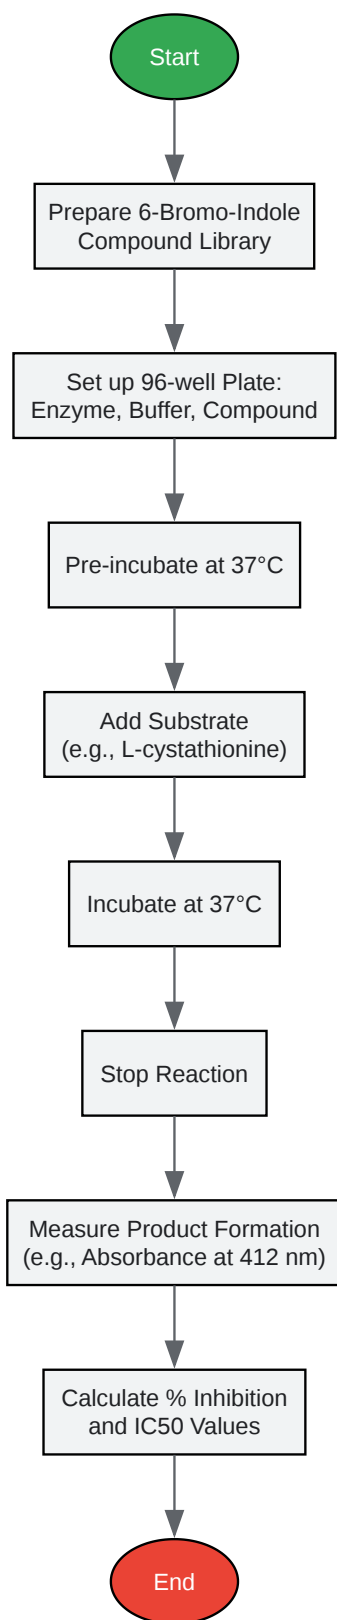 Start
Prepare 6-Bromo-Indole
Compound Library
Set up 96-well Plate:
Enzyme, Buffer, Compound
Pre-incubate at 37°C
Add Substrate
(e.g., L-cystathionine)
Incubate at 37°C
Stop Reaction
Measure Product Formation
(e.g., Absorbance at 412 nm)
Calculate % Inhibition
and IC50 Values
End